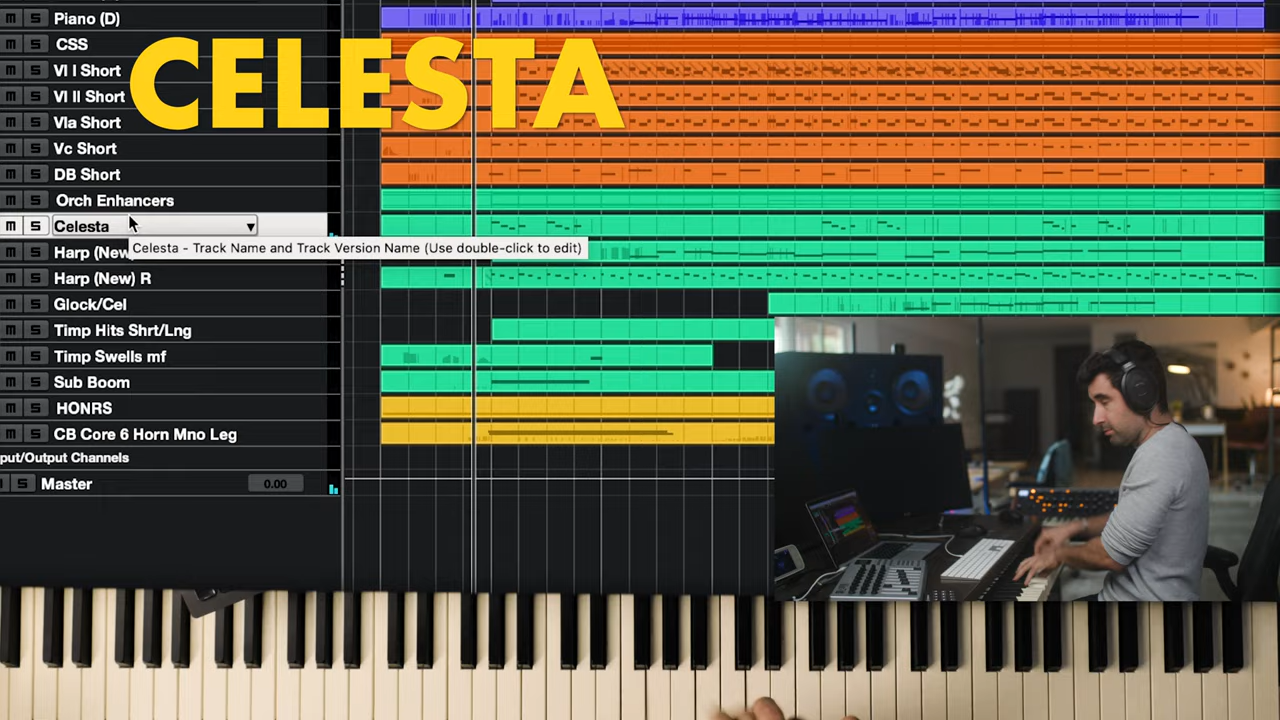 Piano (D)
m S CSS
CELESTA
m S Vl I Short
m S Vl II Short
m S Vla Short
m S Vc Short
m S DB Short
m S Orch Enhancers
m S Celesta
Celesta - Track Name and Track Version Name (Use double-click to edit)
m S Harp (New
m S Harp (New) R
m S Glock/Cel
m S Timp Hits Shrt/Lng
m S Timp Swells mf
m S Sub Boom
m S HONRS
m S CB Core 6 Horn Mno Leg
put/Output Channels
S Master 0.00